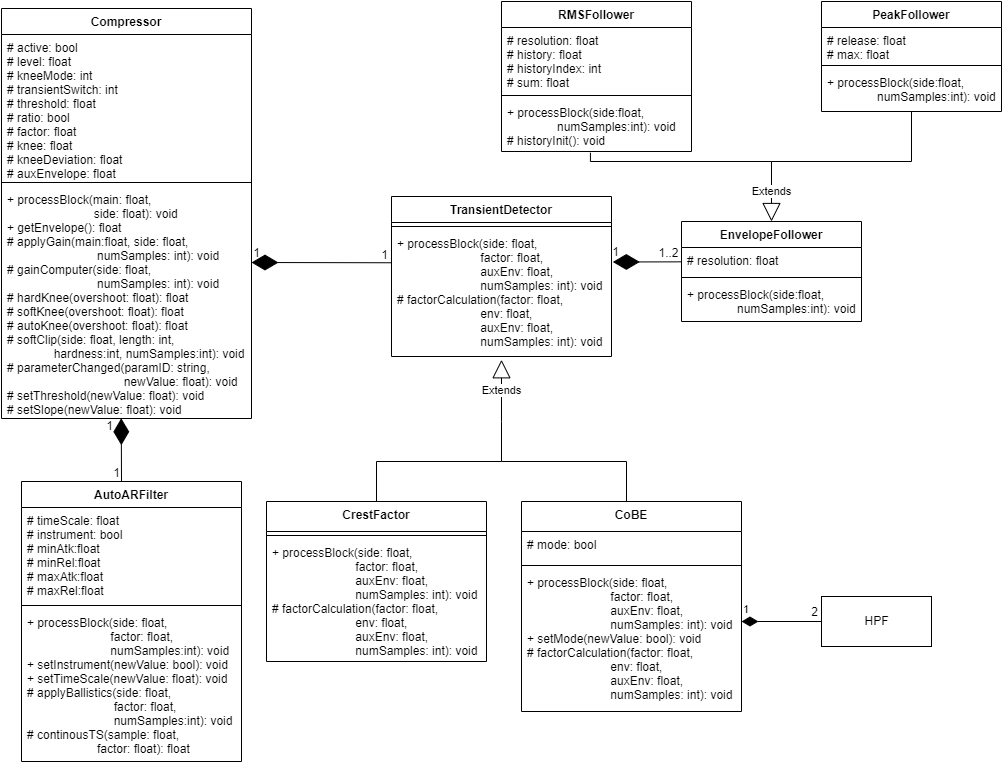 Compressor
# active: bool
# level: float
# kneeMode: int
# transientSwitch: int
# threshold: float
# ratio: bool
# factor: float
# knee: float
# kneeDeviation: float
# auxEnvelope: float
+ processBlock(main: float,
side: float): void
+ getEnvelope(): float
# applyGain(main:float, side: float,
numSamples: int): void
# gainComputer(side: float,
numSamples: int): void
# hardKnee(overshoot: float): float
# softKnee(overshoot: float): float
# autoKnee(overshoot: float): float
# softClip(side: float, length: int,
hardness:int, numSamples:int): void
# parameterChanged(paramID: string,
newValue: float): void
# setThreshold(newValue: float): void
# setSlope(newValue: float): void
RMSFollower
# resolution: float
# history: float
# historyIndex: int
# sum: float
+ processBlock(side:float,
numSamples:int): void
# historyInit(): void
PeakFollower
# release: float
# max: float
+ processBlock(side:float,
numSamples:int): void
Extends
1
1
TransientDetector
+ processBlock(side: float,
factor: float,
auxEnv: float,
numSamples: int): void
# factorCalculation(factor: float,
env: float,
auxEnv: float,
numSamples: int): void
1
1..2
EnvelopeFollower
# resolution: float
+ processBlock(side:float,
numSamples:int): void
Extends
1
1
AutoARFilter
# timeScale: float
# instrument: bool
# minAtk:float
# minRel:float
# maxAtk:float
# maxRel:float
+ processBlock(side: float,
factor: float,
numSamples:int): void
+ setInstrument(newValue: bool): void
+ setTimeScale(newValue: float): void
# applyBallistics(side: float,
factor: float,
numSamples:int): void
# continousTS(sample: float,
factor: float): float
CrestFactor
+ processBlock(side: float,
factor: float,
auxEnv: float,
numSamples: int): void
# factorCalculation(factor: float,
env: float,
auxEnv: float,
numSamples: int): void
CoBE
# mode: bool
+ processBlock(side: float,
factor: float,
auxEnv: float,
numSamples: int): void
+ setMode(newValue: bool): void
# factorCalculation(factor: float,
env: float,
auxEnv: float,
numSamples: int): void
1
2
HPF